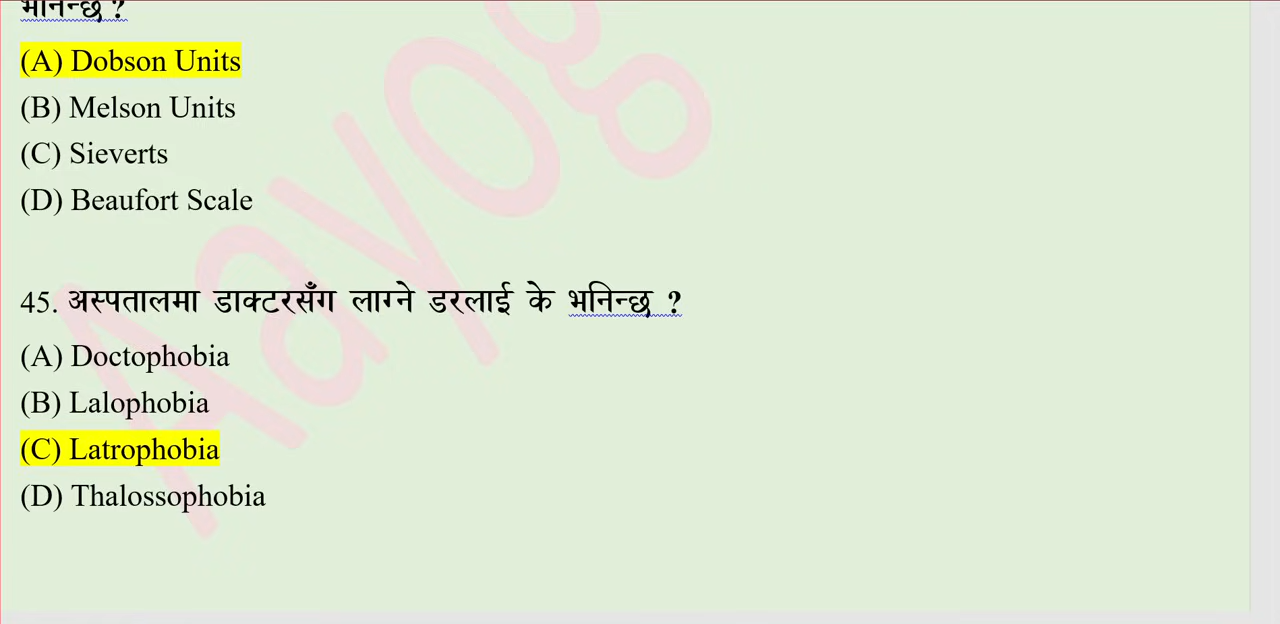 भनिन्छ ?
(A) Dobson Units
(B) Melson Units
(C) Sieverts
(D) Beaufort Scale
45. अस्पतालमा डाक्टरसँग लाग्ने डरलाई के भनिन्छ ?
(A) Doctophobia
(B) Lalophobia
(C) Latrophobia
(D) Thalossophobia
Aayog